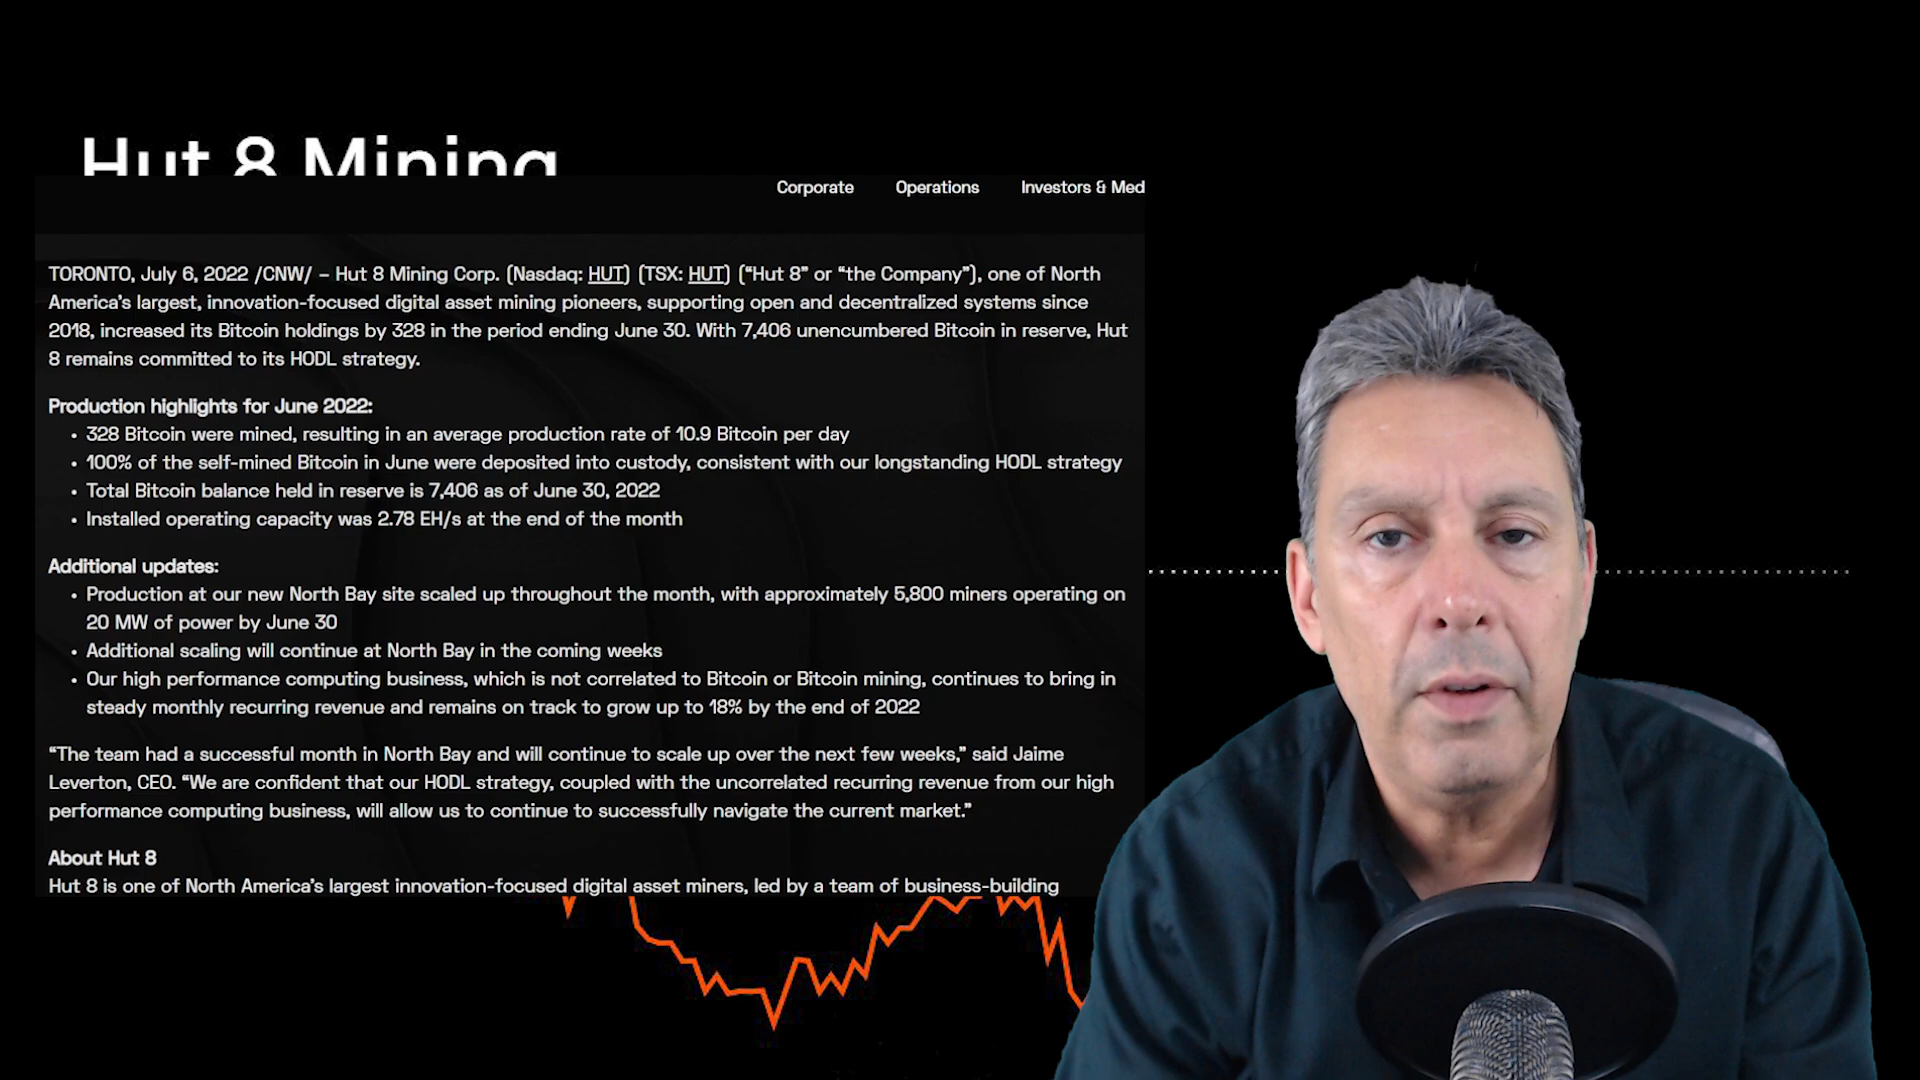 Hut 8 Mining
Corporate Operations Investors & Med
TORONTO, July 6, 2022 /CNW/ – Hut 8 Mining Corp. (Nasdaq: HUT) (TSX: HUT) (“Hut 8” or “the Company”), one of North
America’s largest, innovation-focused digital asset mining pioneers, supporting open and decentralized systems since
2018, increased its Bitcoin holdings by 328 in the period ending June 30. With 7,406 unencumbered Bitcoin in reserve, Hut
8 remains committed to its HODL strategy.
Production highlights for June 2022:
• 328 Bitcoin were mined, resulting in an average production rate of 10.9 Bitcoin per day
• 100% of the self-mined Bitcoin in June were deposited into custody, consistent with our longstanding HODL strategy
• Total Bitcoin balance held in reserve is 7,406 as of June 30, 2022
• Installed operating capacity was 2.78 EH/s at the end of the month
Additional updates:
• Production at our new North Bay site scaled up throughout the month, with approximately 5,800 miners operating on
20 MW of power by June 30
• Additional scaling will continue at North Bay in the coming weeks
• Our high performance computing business, which is not correlated to Bitcoin or Bitcoin mining, continues to bring in
steady monthly recurring revenue and remains on track to grow up to 18% by the end of 2022
“The team had a successful month in North Bay and will continue to scale up over the next few weeks,” said Jaime
Leverton, CEO. “We are confident that our HODL strategy, coupled with the uncorrelated recurring revenue from our high
performance computing business, will allow us to continue to successfully navigate the current market.”
About Hut 8
Hut 8 is one of North America’s largest innovation-focused digital asset miners, led by a team of business-building